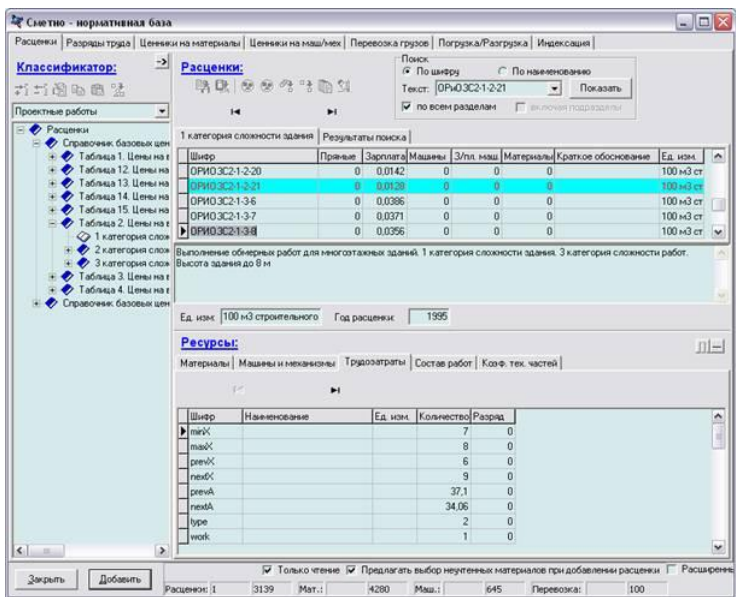 Сметно - нормативная база
Расценки Разряды труда Ценники на материалы Ценники на маш/мех Перевозка грузов Погрузка/Разгрузка Индексация
Классификатор:
Проектные работы
Расценки
Справочник базовых цен
Таблица 1. Цены на в
Таблица 12. Цены на
Таблица 13. Цены на
Таблица 14. Цены на
Таблица 15. Цены на
Таблица 2. Цены на в
1 категория слож
2 категория слож
3 категория слож
Таблица 3. Цены на в
Таблица 4. Цены на в
Справочник базовых цен
Расценки:
Поиск
По шифру По наименованию
Текст: ОРИО.ЗС2-1-2-21 Показать
по всем разделам включая подразделы
1 категория сложности здания Результаты поиска
Шифр Прямые Зарплата Машины З/пл. маш. Материалы Краткое обоснование Ед. изм.
ОРИО.ЗС2-1-2-20 0 0,0142 0 0 0 100 м3 ст
ОРИО.ЗС2-1-2-21 0 0,0128 0 0 0 100 м3 ст
ОРИО.ЗС2-1-3-6 0 0,0386 0 0 0 100 м3 ст
ОРИО.ЗС2-1-3-7 0 0,0371 0 0 0 100 м3 ст
ОРИО.ЗС2-1-3-8 0 0,0356 0 0 0 100 м3 ст
Выполнение обмерных работ для многоэтажных зданий. 1 категория сложности здания. 3 категория сложности работ.
Высота здания до 8 м
Ед. изм: 100 м3 строительного Год расценки: 1995
Ресурсы:
Материалы Машины и механизмы Трудозатраты Состав работ Коэф. тех. частей
Шифр Наименование Ед. изм. Количество Разряд
minX 7 0
maxX 8 0
prevX 6 0
nextX 9 0
prevA 37,1 0
nextA 34,06 0
type 2 0
work 1 0
Закрыть Добавить
Только чтение Предлагать выбор неучтенных материалов при добавлении расценки Расширенн
Расценок: 1 3139 Мат.: 4280 Маш.: 645 Перевозка: 100